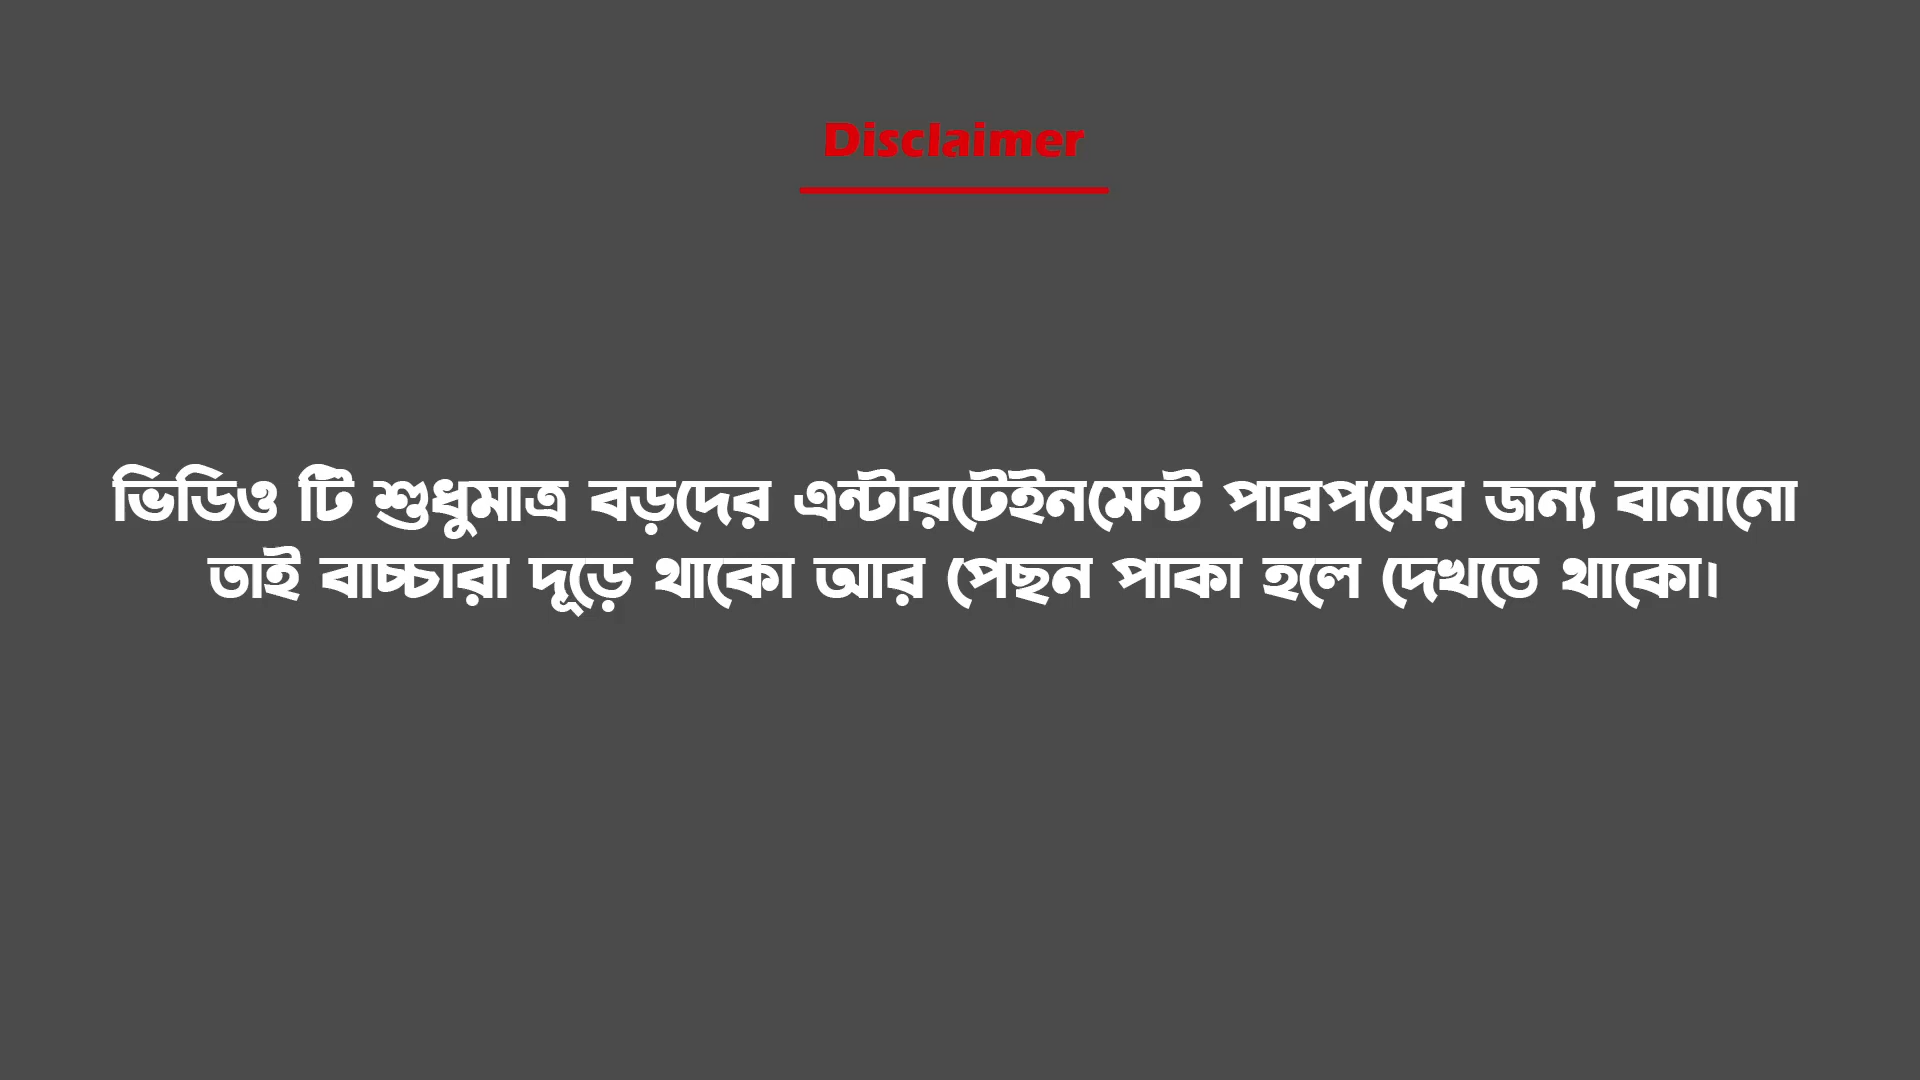 Disclaimer
ভিডিও টি শুধুমাত্র বড়দের এন্টারটেইনমেন্ট পারপসের জন্য বানানো
তাই বাচ্চারা দূড়ে থাকো আর পেছন পাকা হলে দেখতে থাকো।